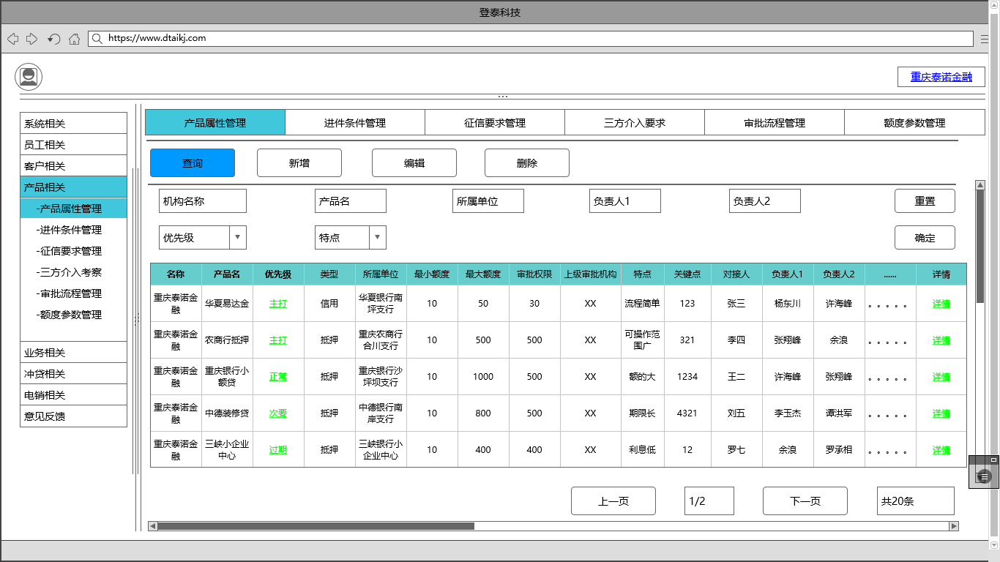 登泰科技
https://www.dtaikj.com
重庆泰诺金融
系统相关
员工相关
客户相关
产品相关
-产品属性管理
-进件条件管理
-征信要求管理
-三方介入考察
-审批流程管理
-额度参数管理
业务相关
冲贷相关
电销相关
意见反馈
产品属性管理 进件条件管理 征信要求管理 三方介入要求 审批流程管理 额度参数管理
查询 新增 编辑 删除
机构名称 产品名 所属单位 负责人1 负责人2 重置
优先级 特点 确定
名称 产品名 优先级 类型 所属单位 最小额度 最大额度 审批权限 上级审批机构 特点 关键点 对接人 负责人1 负责人2 ...... 详情
重庆泰诺金融 华夏易达金 主打 信用 华夏银行南坪支行 10 50 30 XX 流程简单 123 张三 杨东川 许海峰 。。。。。 详情
重庆泰诺金融 农商行抵押 主打 抵押 重庆农商行合川支行 10 500 500 XX 可操作范围广 321 李四 张翔峰 余浪 。。。。。 详情
重庆泰诺金融 重庆银行小额贷 正常 抵押 重庆银行沙坪坝支行 10 1000 500 XX 额的大 1234 王二 许海峰 张翔峰 。。。。。 详情
重庆泰诺金融 中德装修贷 次要 抵押 中德银行南岸支行 10 800 500 XX 期限长 4321 刘五 李玉杰 谭洪军 。。。。。 详情
重庆泰诺金融 三峡小企业中心 过期 抵押 三峡银行小企业中心 10 400 400 XX 利息低 12 罗七 余浪 罗承相 。。。。。 详情
上一页 1/2 下一页 共20条